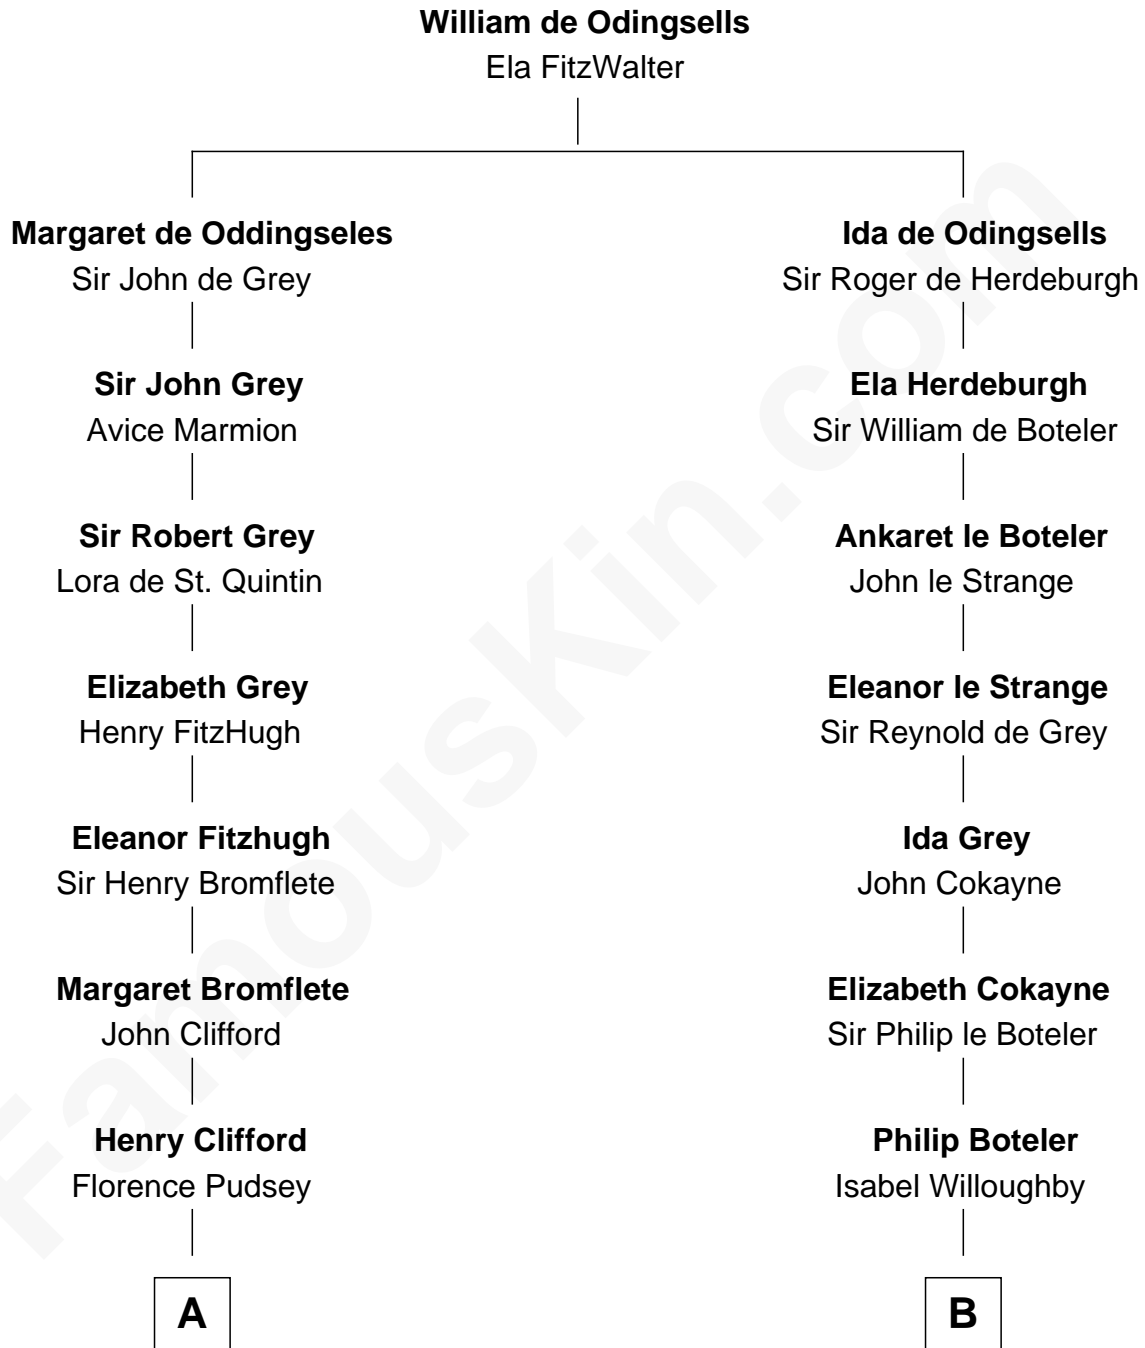 William de Odingsells
Ela FitzWalter
Margaret de Oddingseles
Sir John de Grey
Sir John Grey
Avice Marmion
Sir Robert Grey
Lora de St. Quintin
Elizabeth Grey
Henry FitzHugh
Eleanor Fitzhugh
Sir Henry Bromflete
Margaret Bromflete
John Clifford
Henry Clifford
Florence Pudsey
A
Ida de Odingsells
Sir Roger de Herdeburgh
Ela Herdeburgh
Sir William de Boteler
Ankaret le Boteler
John le Strange
Eleanor le Strange
Sir Reynold de Grey
Ida Grey
John Cokayne
Elizabeth Cokayne
Sir Philip le Boteler
Philip Boteler
Isabel Willoughby
B
FamousKin.com